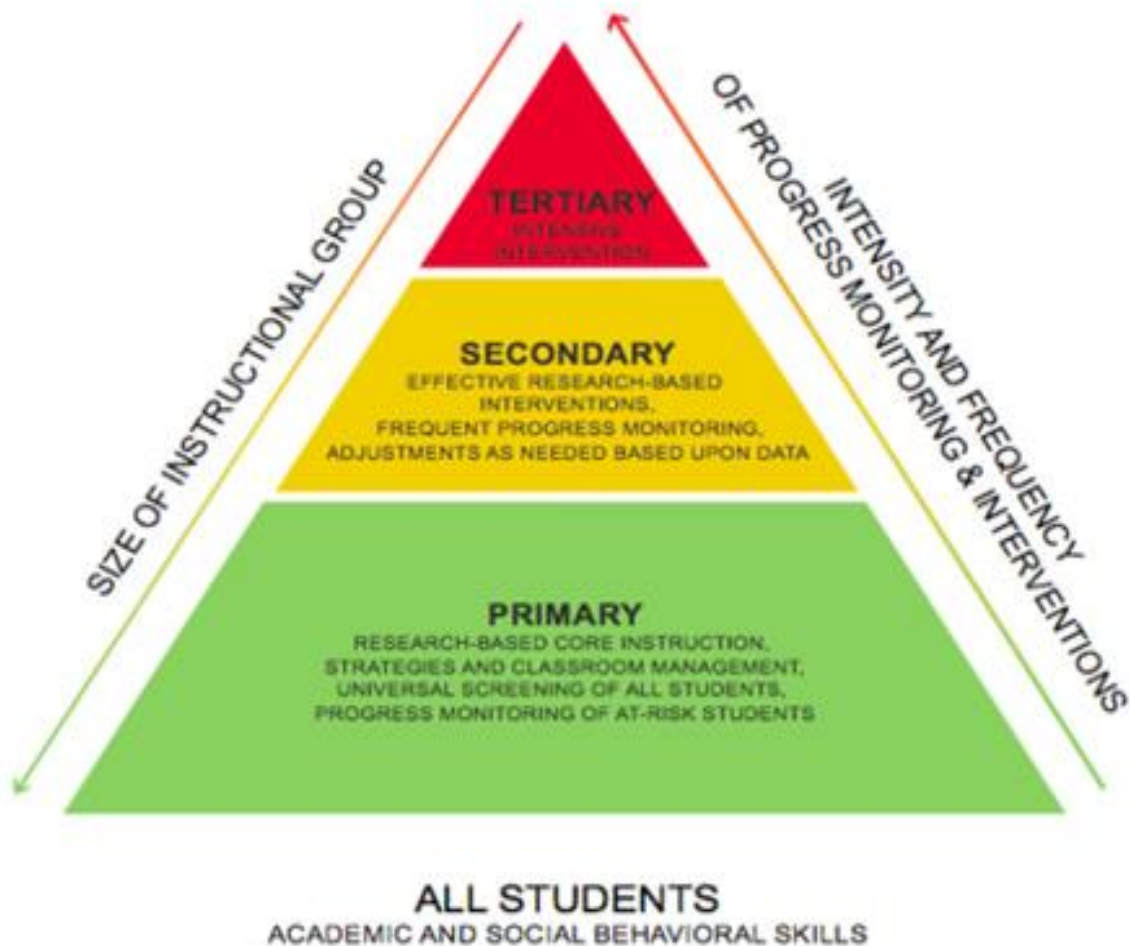 SIZE OF INSTRUCTIONAL GROUP
INTENSITY AND FREQUENCY
OF PROGRESS MONITORING & INTERVENTIONS
TERTIARY
INTENSIVE
INTERVENTION
SECONDARY
EFFECTIVE RESEARCH-BASED
INTERVENTIONS,
FREQUENT PROGRESS MONITORING,
ADJUSTMENTS AS NEEDED BASED UPON DATA
PRIMARY
RESEARCH-BASED CORE INSTRUCTION,
STRATEGIES AND CLASSROOM MANAGEMENT,
UNIVERSAL SCREENING OF ALL STUDENTS,
PROGRESS MONITORING OF AT-RISK STUDENTS
ALL STUDENTS
ACADEMIC AND SOCIAL BEHAVIORAL SKILLS